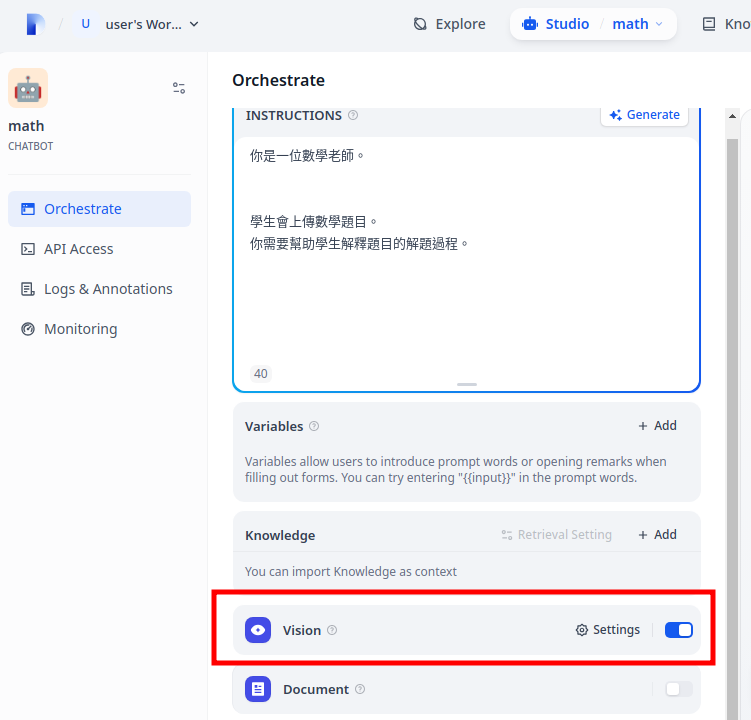 U user's Wor...
Explore
Studio / math
Kno
math
CHATBOT
Orchestrate
API Access
Logs & Annotations
Monitoring
Orchestrate
INSTRUCTIONS
Generate
你是一位數學老師。
學生會上傳數學題目。
你需要幫助學生解釋題目的解題過程。
40
Variables
+ Add
Variables allow users to introduce prompt words or opening remarks when
filling out forms. You can try entering "{{input}}" in the prompt words.
Knowledge
Retrieval Setting
+ Add
You can import Knowledge as context
Vision
Settings
Document